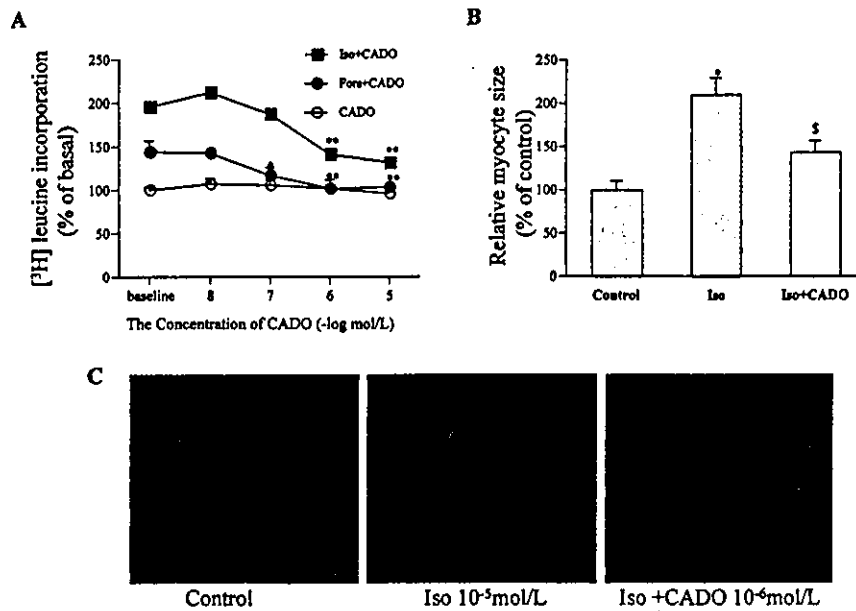 A
[³H] leucine incorporation
(% of basal)
250
200
150
100
50
0
baseline 8 7 6 5
The Concentration of CADO (-log mol/L)
Iso+CADO
Fors+CADO
CADO
**
**
**
**
B
Relative myocyte size
(% of control)
250
200
150
100
50
0
*
$
Control Iso Iso+CADO
C
Control Iso 10⁻⁵mol/L Iso +CADO 10⁻⁶mol/L